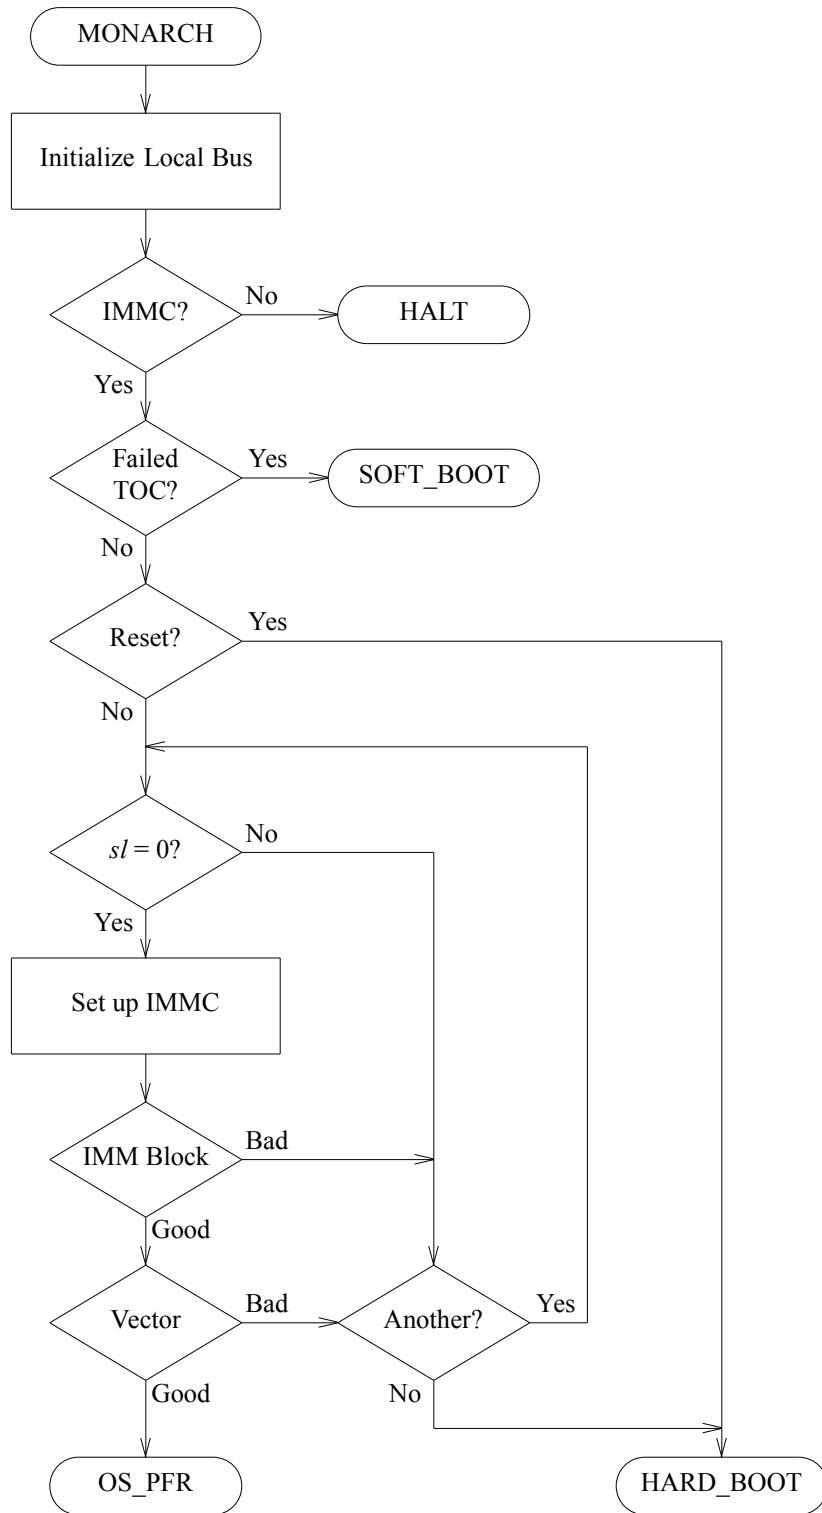 MONARCH
Initialize Local Bus
IMMC?
No
HALT
Yes
Failed
TOC?
Yes
SOFT_BOOT
No
Reset?
Yes
No
sl = 0?
No
Yes
Set up IMMC
IMM Block
Bad
Good
Vector
Bad
Another?
Yes
Good
No
OS_PFR
HARD_BOOT